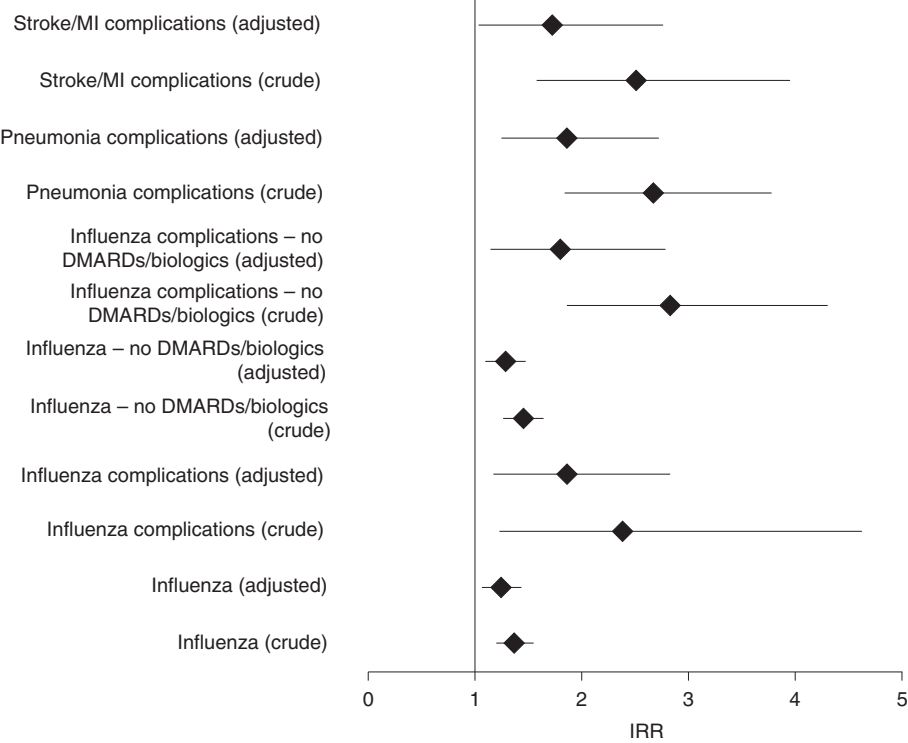 Stroke/MI complications (adjusted)
Stroke/MI complications (crude)
Pneumonia complications (adjusted)
Pneumonia complications (crude)
Influenza complications – no
DMARDs/biologics (adjusted)
Influenza complications – no
DMARDs/biologics (crude)
Influenza – no DMARDs/biologics
(adjusted)
Influenza – no DMARDs/biologics
(crude)
Influenza complications (adjusted)
Influenza complications (crude)
Influenza (adjusted)
Influenza (crude)
0 1 2 3 4 5
IRR